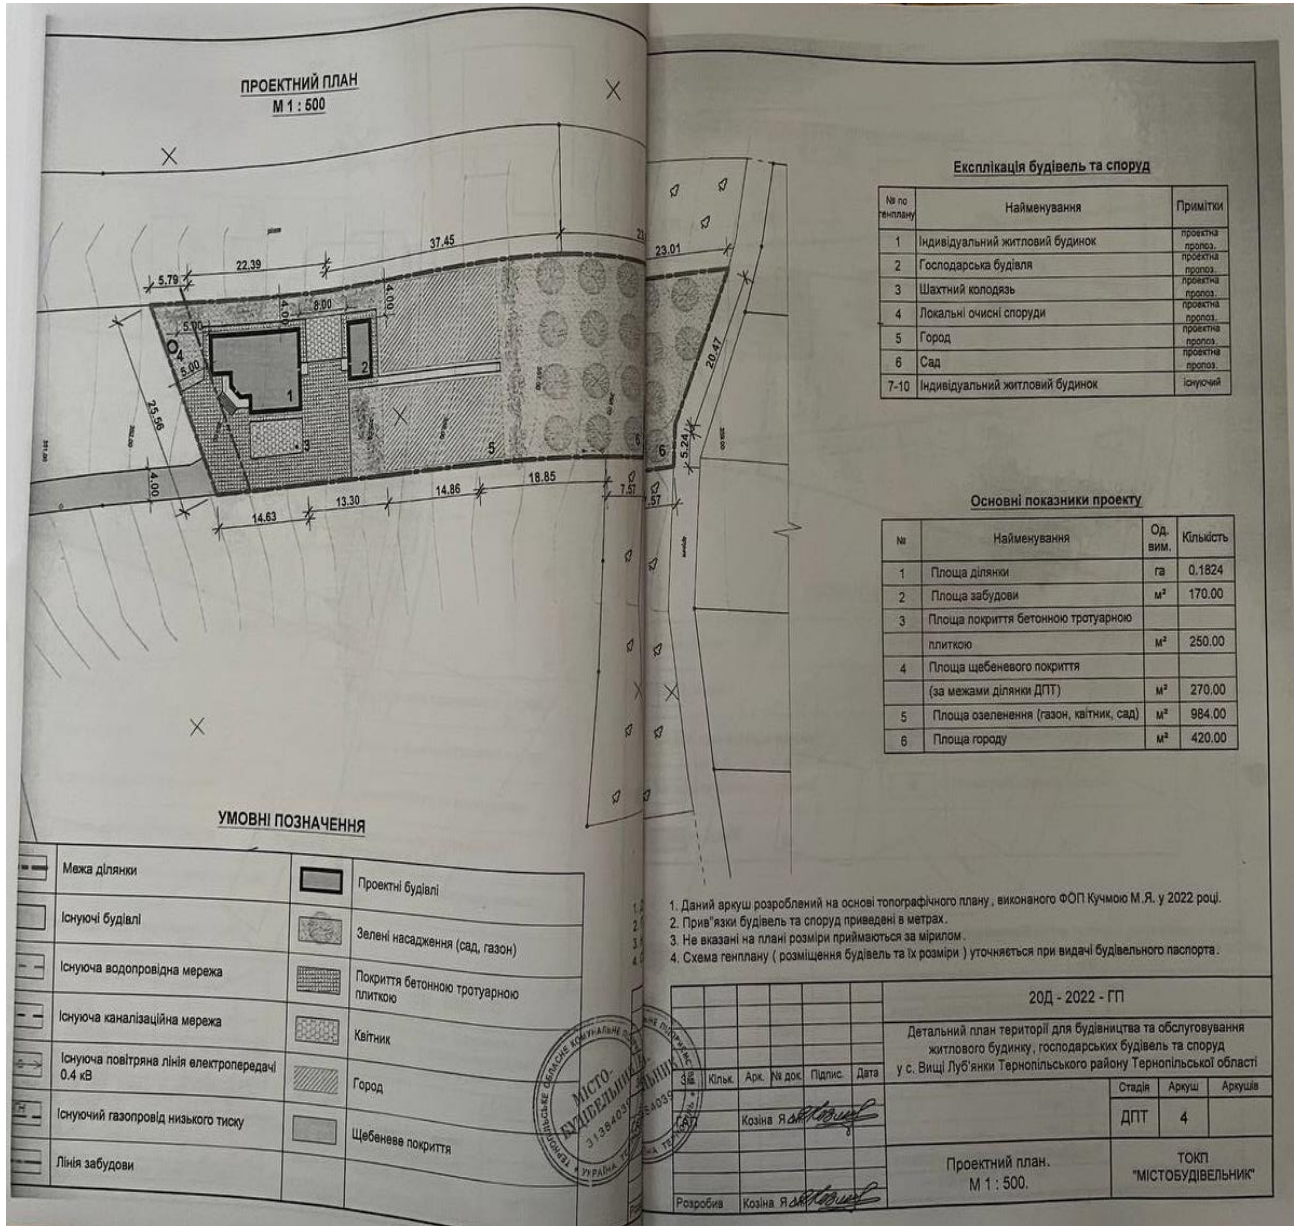 ПРОЕКТНИЙ ПЛАН
М 1 : 500
37.45
23.01
22.39
5.79
4.00
4.00
8.00
5.00
4
5.00
2
1
3
25.56
4.00
5
6
6
20.47
5.24
18.85
14.86
13.30
14.63
7.57
.57
Експлікація будівель та споруд
№ по генплану
Найменування
Примітки
1 Індивідуальний житловий будинок проектна пропоз.
2 Господарська будівля проектна пропоз.
3 Шахтний колодязь проектна пропоз.
4 Локальні очисні споруди проектна пропоз.
5 Город проектна пропоз.
6 Сад проектна пропоз.
7-10 Індивідуальний житловий будинок існуючий
Основні показники проекту
№ Найменування Од. вим. Кількість
1 Площа ділянки га 0.1824
2 Площа забудови м² 170.00
3 Площа покриття бетонною тротуарною
плиткою м² 250.00
4 Площа щебеневого покриття
(за межами ділянки ДПТ) м² 270.00
5 Площа озеленення (газон, квітник, сад) м² 984.00
6 Площа городу м² 420.00
УМОВНІ ПОЗНАЧЕННЯ
Межа ділянки
Існуючі будівлі
Існуюча водопровідна мережа
Існуюча каналізаційна мережа
Існуюча повітряна лінія електропередачі
0.4 кВ
Існуючий газопровід низького тиску
Лінія забудови
Проектні будівлі
Зелені насадження (сад, газон)
Покриття бетонною тротуарною
плиткою
Квітник
Город
Щебеневе покриття
1. Даний аркуш розроблений на основі топографічного плану, виконаного ФОП Кучмою М.Я. у 2022 році.
2. Прив"язки будівель та споруд приведені в метрах.
3. Не вказані на плані розміри приймаються за мірилом.
4. Схема генплану ( розміщення будівель та їх розміри ) уточняється при видачі будівельного паспорта.
20Д - 2022 - ГП
Детальний план території для будівництва та обслуговування
житлового будинку, господарських будівель та споруд
у с. Вищі Луб'янки Тернопільського району Тернопільської області
Кільк. Арк. № док. Підпис. Дата
Козіна Я
Розробив Козіна Я
Стадія Аркуш Аркушів
ДПТ 4
Проектний план.
М 1 : 500.
ТОКП
"МІСТОБУДІВЕЛЬНИК"
МІСТО-
БУДІВЕЛЬНИК
31384039